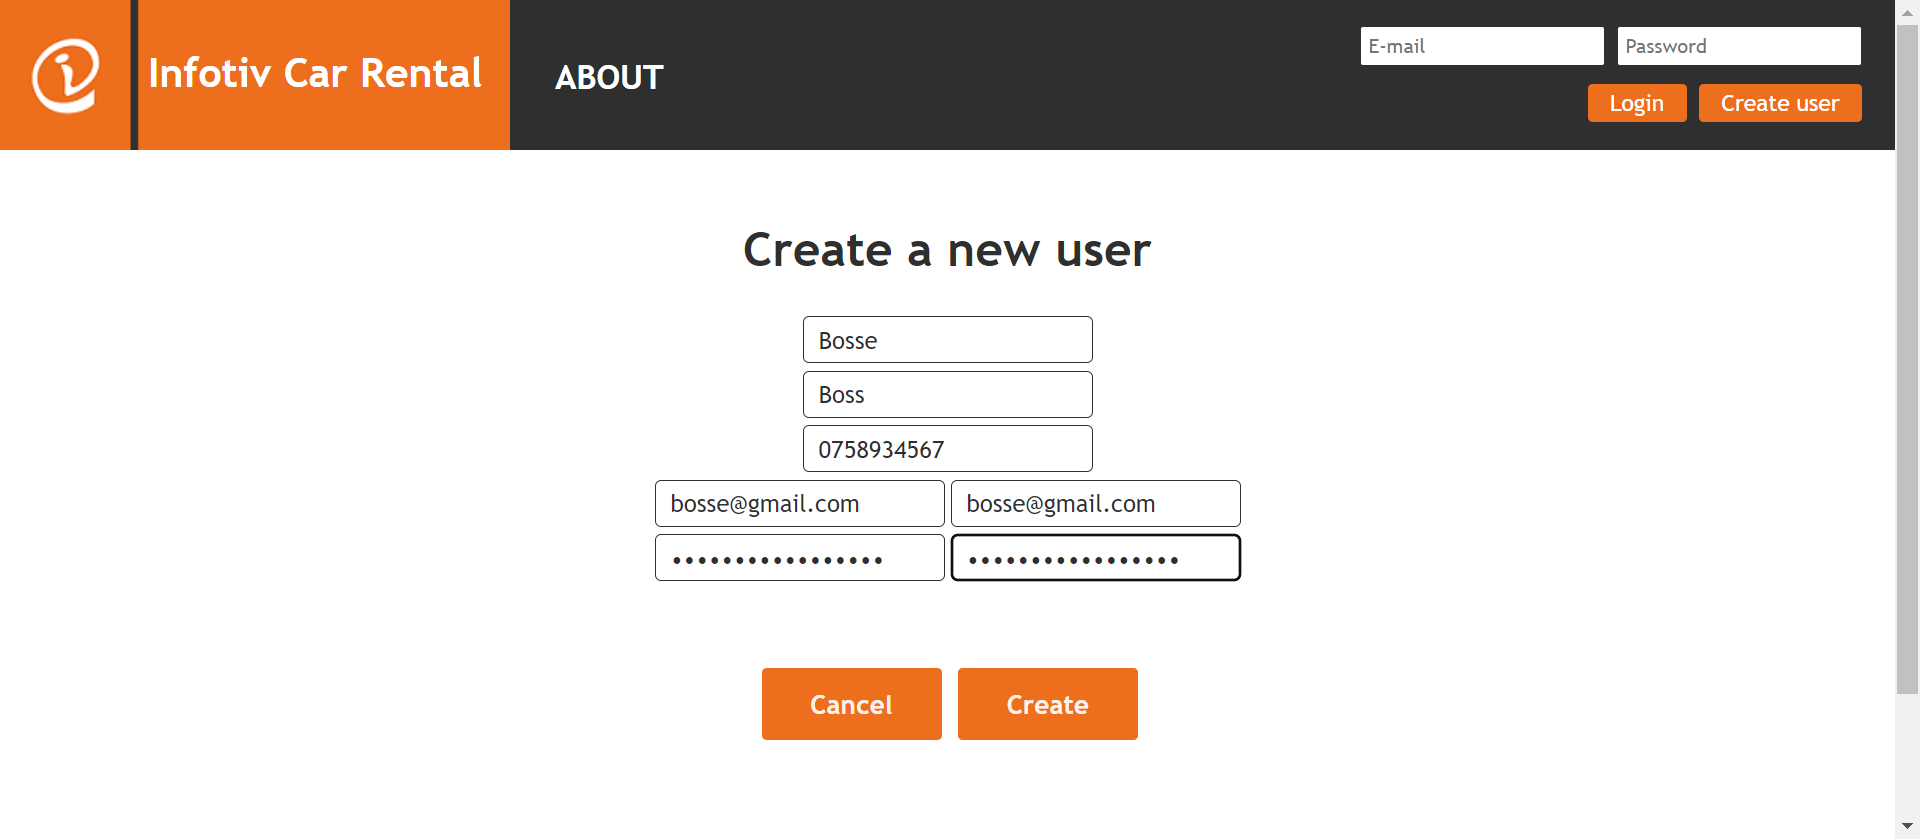 Infotiv Car Rental
ABOUT
E-mail
Password
Login
Create user
Create a new user
Bosse
Boss
0758934567
bosse@gmail.com
bosse@gmail.com
•••••••••••••••••
•••••••••••••••••
Cancel
Create